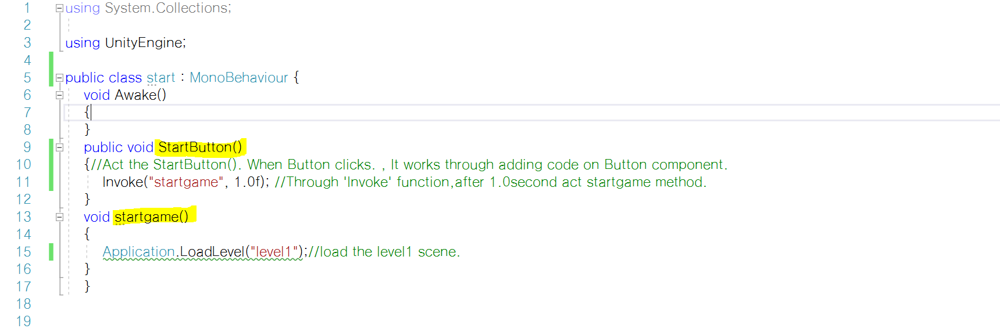 1 using System.Collections;
2
3 using UnityEngine;
4
5 public class start : MonoBehaviour {
6 void Awake()
7 {
8 }
9 public void StartButton()
10 {//Act the StartButton(). When Button clicks. , It works through adding code on Button component.
11 Invoke("startgame", 1.0f); //Through 'Invoke' function,after 1.0second act startgame method.
12 }
13 void startgame()
14 {
15 Application.LoadLevel("level1");//load the level1 scene.
16 }
17 }
18
19